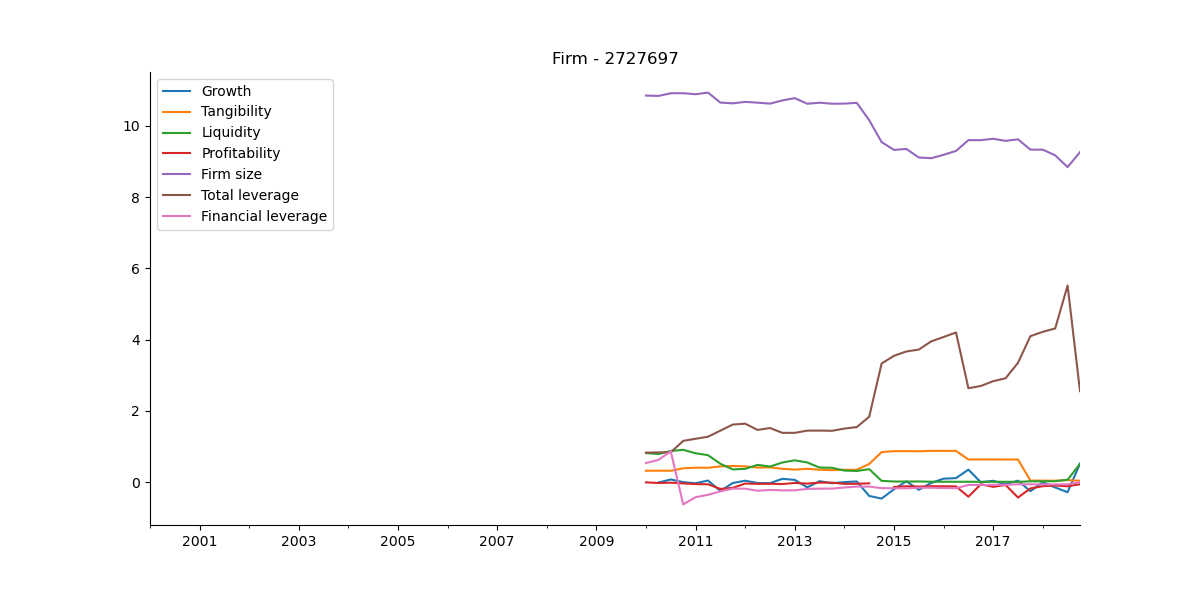 Firm - 2727697
Growth
Tangibility
Liquidity
Profitability
Firm size
Total leverage
Financial leverage
10
8
6
4
2
0
2001 2003 2005 2007 2009 2011 2013 2015 2017